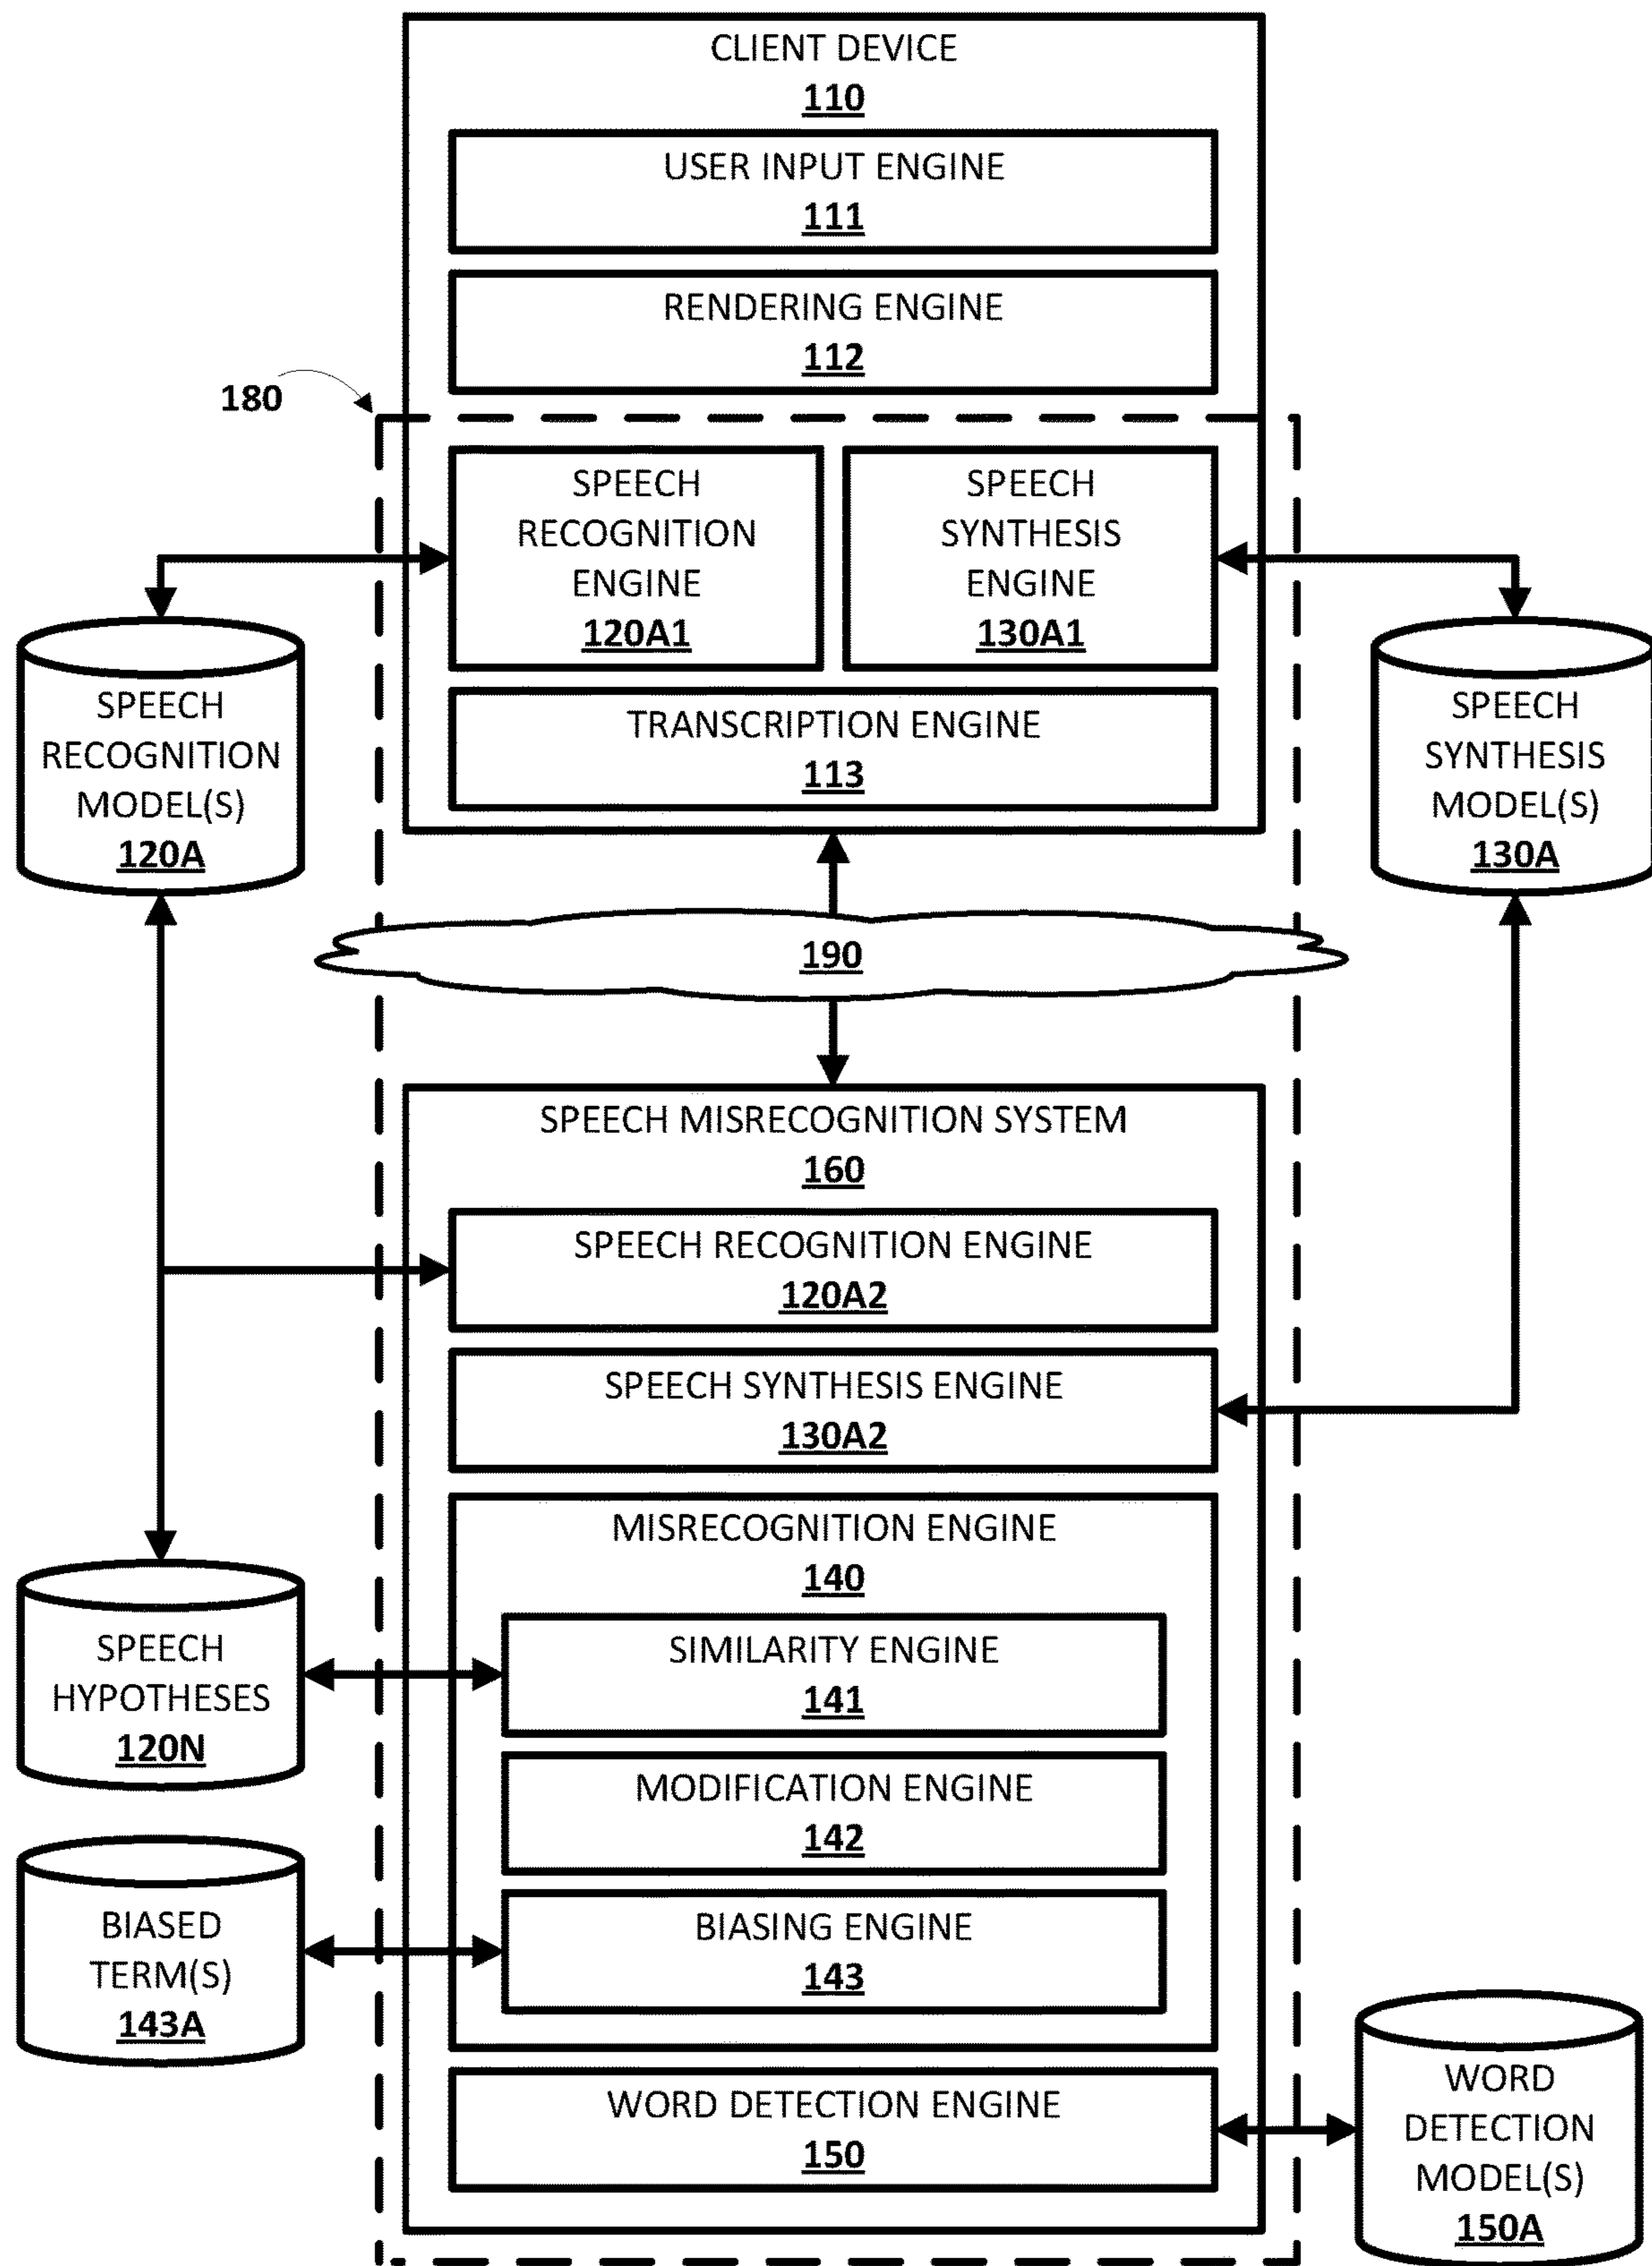 CLIENT DEVICE
110
USER INPUT ENGINE
111
RENDERING ENGINE
112
180
SPEECH
RECOGNITION
ENGINE
120A1
SPEECH
SYNTHESIS
ENGINE
130A1
TRANSCRIPTION ENGINE
113
SPEECH
RECOGNITION
MODEL(S)
120A
SPEECH
SYNTHESIS
MODEL(S)
130A
190
SPEECH MISRECOGNITION SYSTEM
160
SPEECH RECOGNITION ENGINE
120A2
SPEECH SYNTHESIS ENGINE
130A2
MISRECOGNITION ENGINE
140
SIMILARITY ENGINE
141
SPEECH
HYPOTHESES
120N
MODIFICATION ENGINE
142
BIASING ENGINE
143
BIASED
TERM(S)
143A
WORD DETECTION ENGINE
150
WORD
DETECTION
MODEL(S)
150A